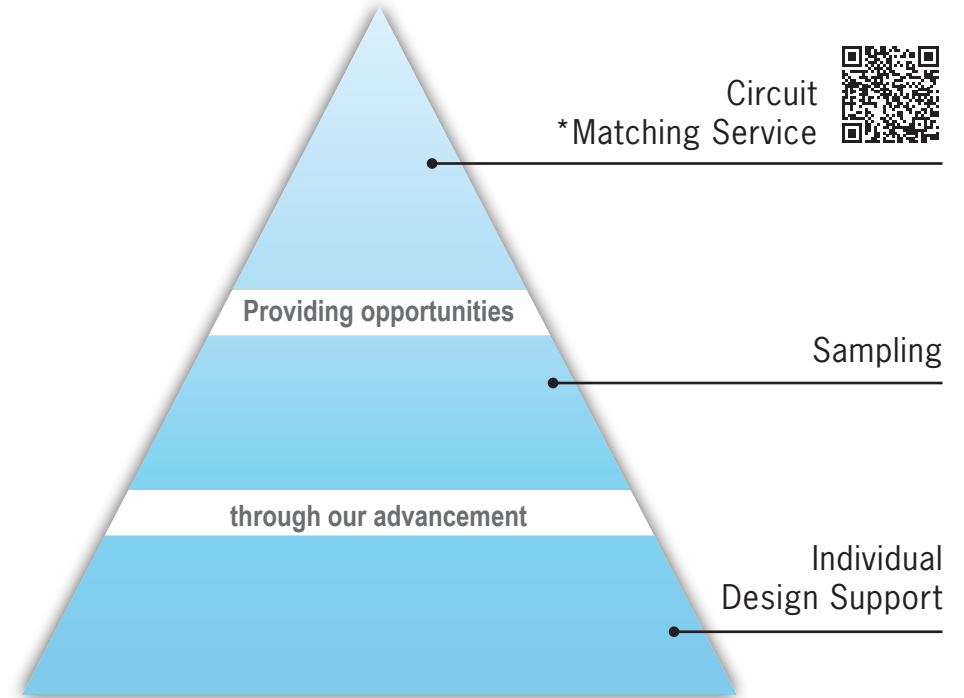 Circuit
*Matching Service
Providing opportunities
Sampling
through our advancement
Individual
Design Support